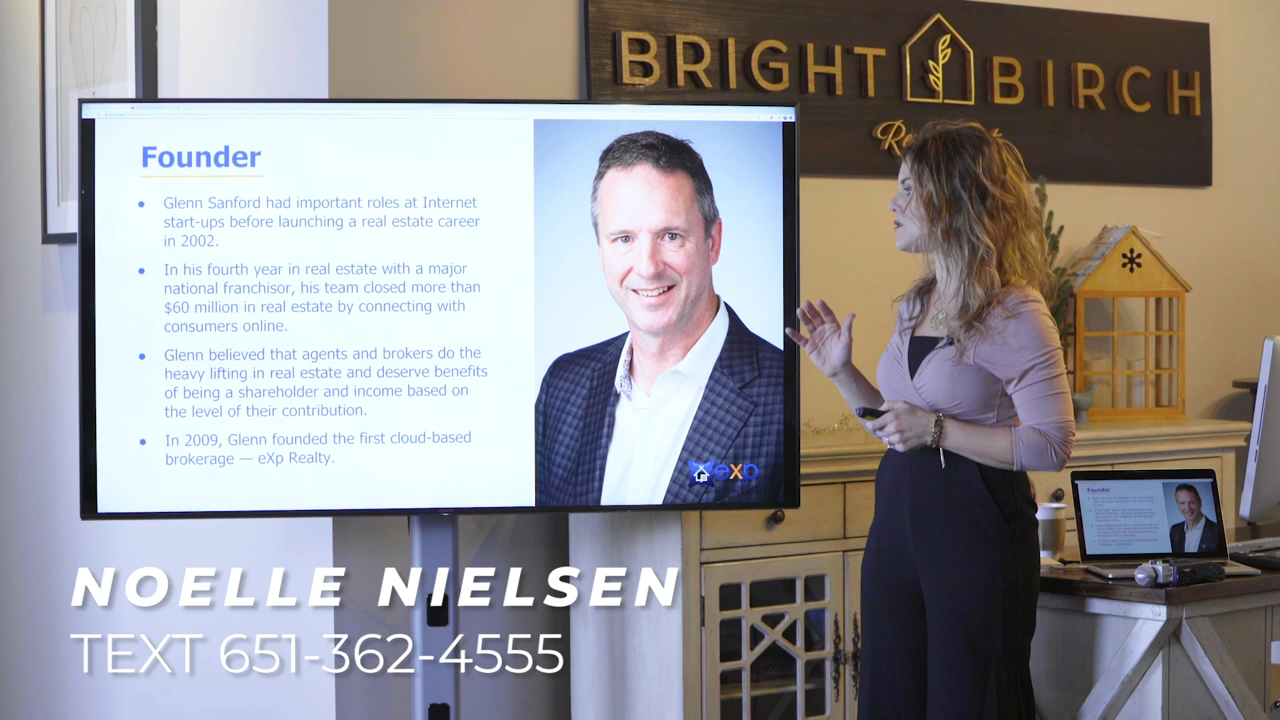 BRIGHT BIRCH
Founder
Glenn Sanford had important roles at Internet
start-ups before launching a real estate career
in 2002.
In his fourth year in real estate with a major
national franchisor, his team closed more than
$60 million in real estate by connecting with
consumers online.
Glenn believed that agents and brokers do the
heavy lifting in real estate and deserve benefits
of being a shareholder and income based on
the level of their contribution.
In 2009, Glenn founded the first cloud-based
brokerage — eXp Realty.
eXp
Founder
NOELLE NIELSEN
TEXT 651-362-4555